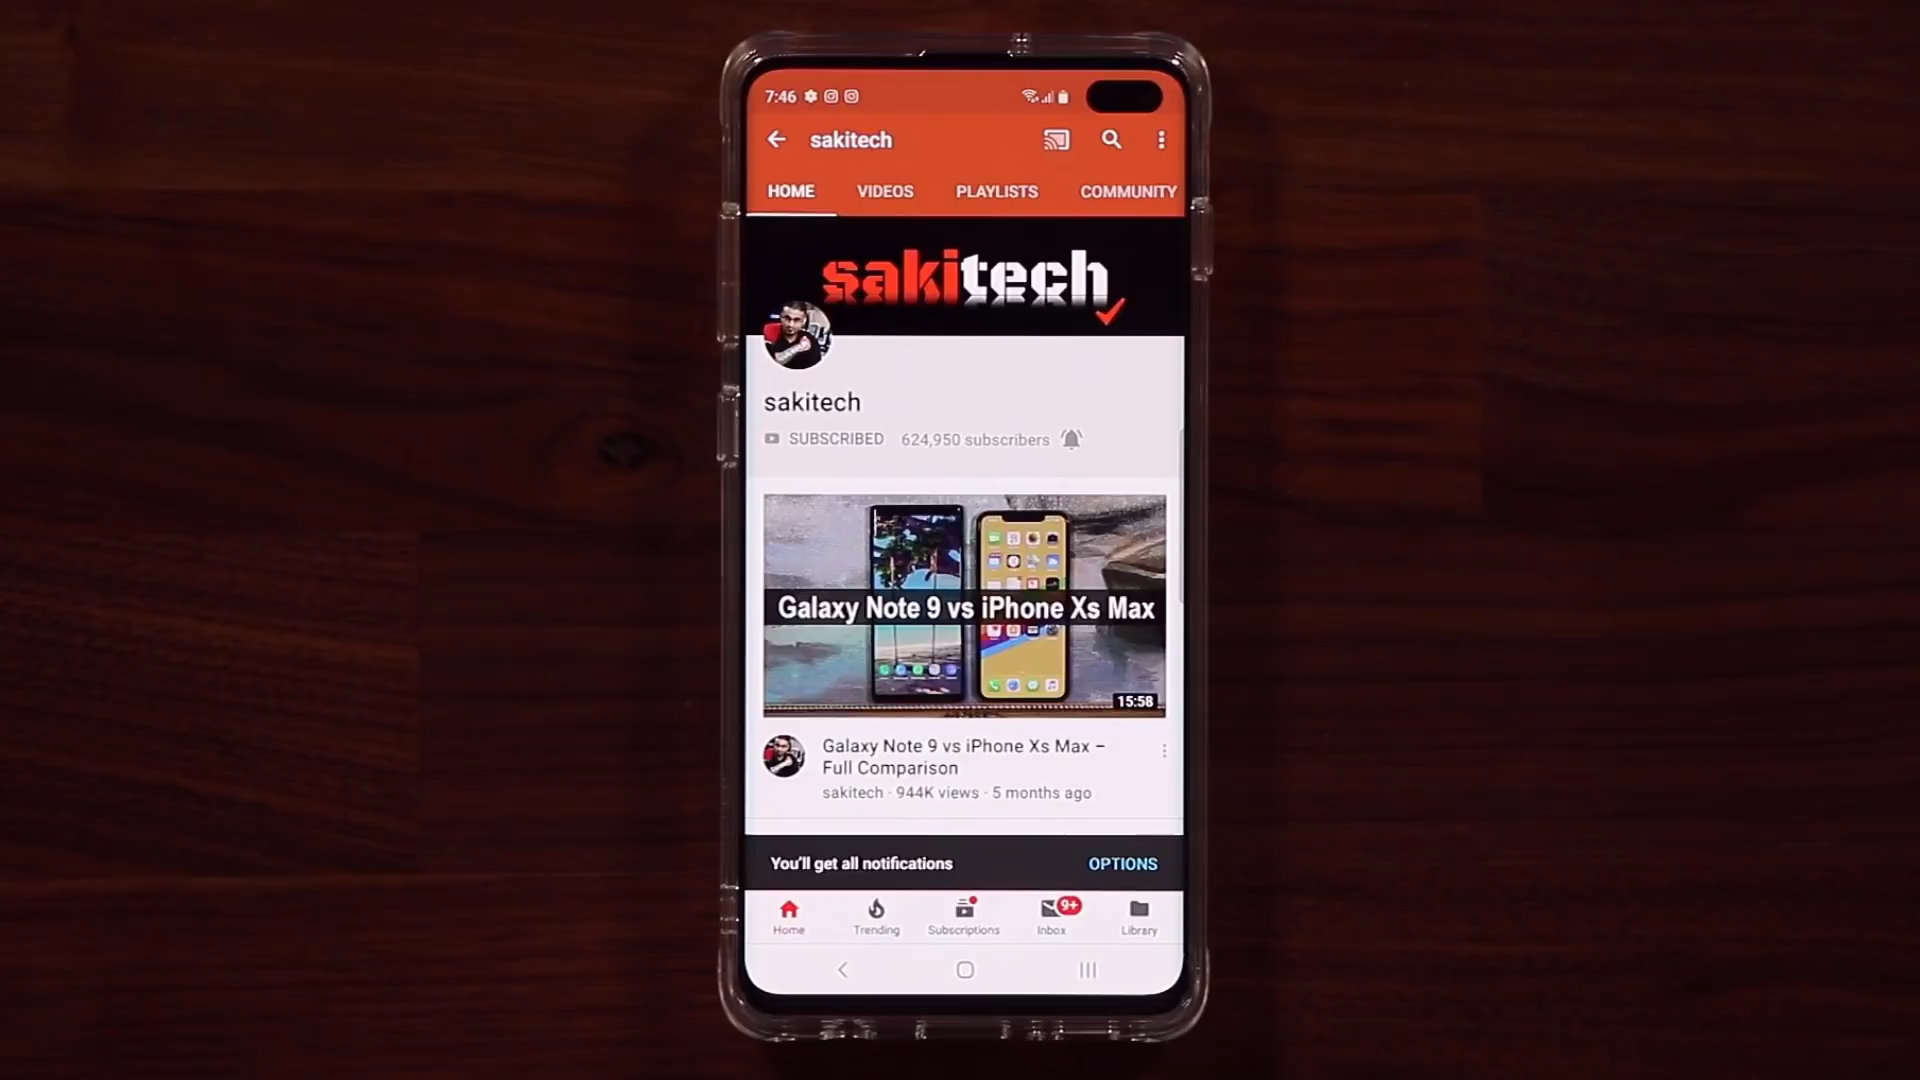 7:46
sakitech
HOME VIDEOS PLAYLISTS COMMUNITY
sakitech
sakitech
SUBSCRIBED 624,950 subscribers
Galaxy Note 9 vs iPhone Xs Max
15:58
Galaxy Note 9 vs iPhone Xs Max –
Full Comparison
sakitech · 944K views · 5 months ago
You'll get all notifications OPTIONS
9+
Home Trending Subscriptions Inbox Library